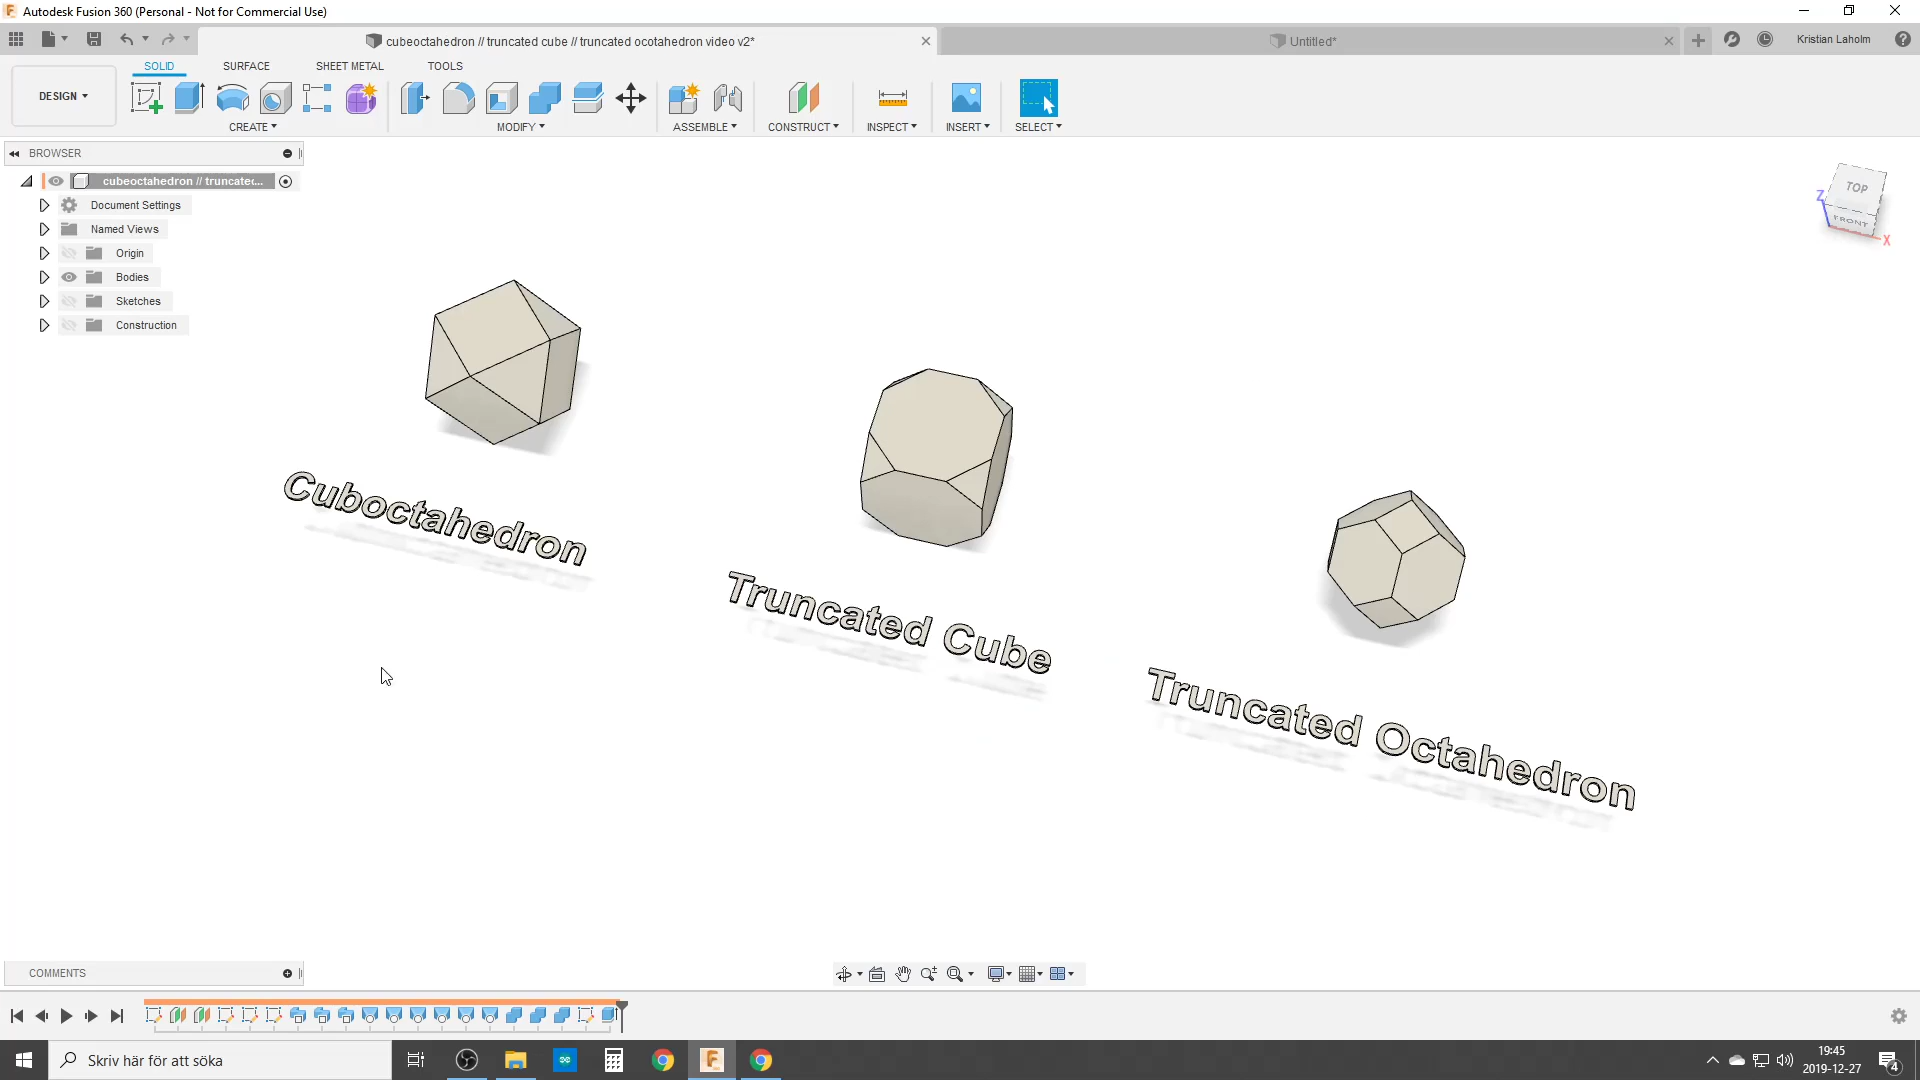 Autodesk Fusion 360 (Personal - Not for Commercial Use)
cubeoctahedron // truncated cube // truncated ocotahedron video v2*
Untitled*
Kristian Laholm
SOLID
SURFACE
SHEET METAL
TOOLS
DESIGN
CREATE
MODIFY
ASSEMBLE
CONSTRUCT
INSPECT
INSERT
SELECT
BROWSER
cubeoctahedron // truncatec...
Document Settings
Named Views
Origin
Bodies
Sketches
Construction
TOP
FRONT
Z
X
Cuboctahedron
Truncated Cube
Truncated Octahedron
COMMENTS
Skriv här för att söka
19:45
2019-12-27
4